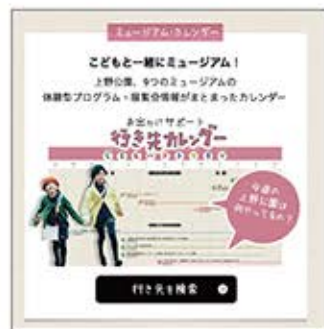 ミュージアム・カレンダー
こどもと一緒にミュージアム！
上野公園、9つのミュージアムの
体験型プログラム・展覧会情報がまとまったカレンダー
お出かけサポート
行き先カレンダー
今週の
上野公園は
何やってるの？
行き先を検索